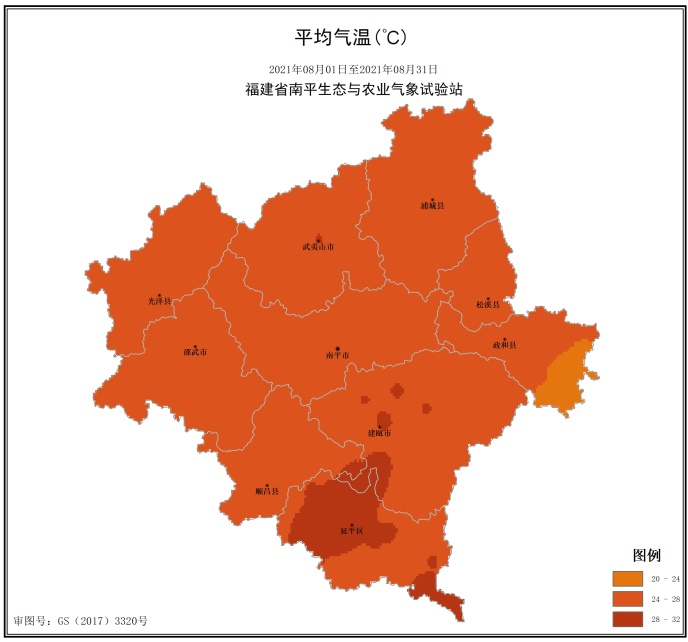 平均气温(℃)
2021年08月01日至2021年08月31日
福建省南平生态与农业气象试验站
浦城县
武夷山市
光泽县
松溪县
邵武市
南平市
政和县
建瓯市
顺昌县
延平区
图例
20 - 24
24 - 28
28 - 32
审图号：GS（2017）3320号